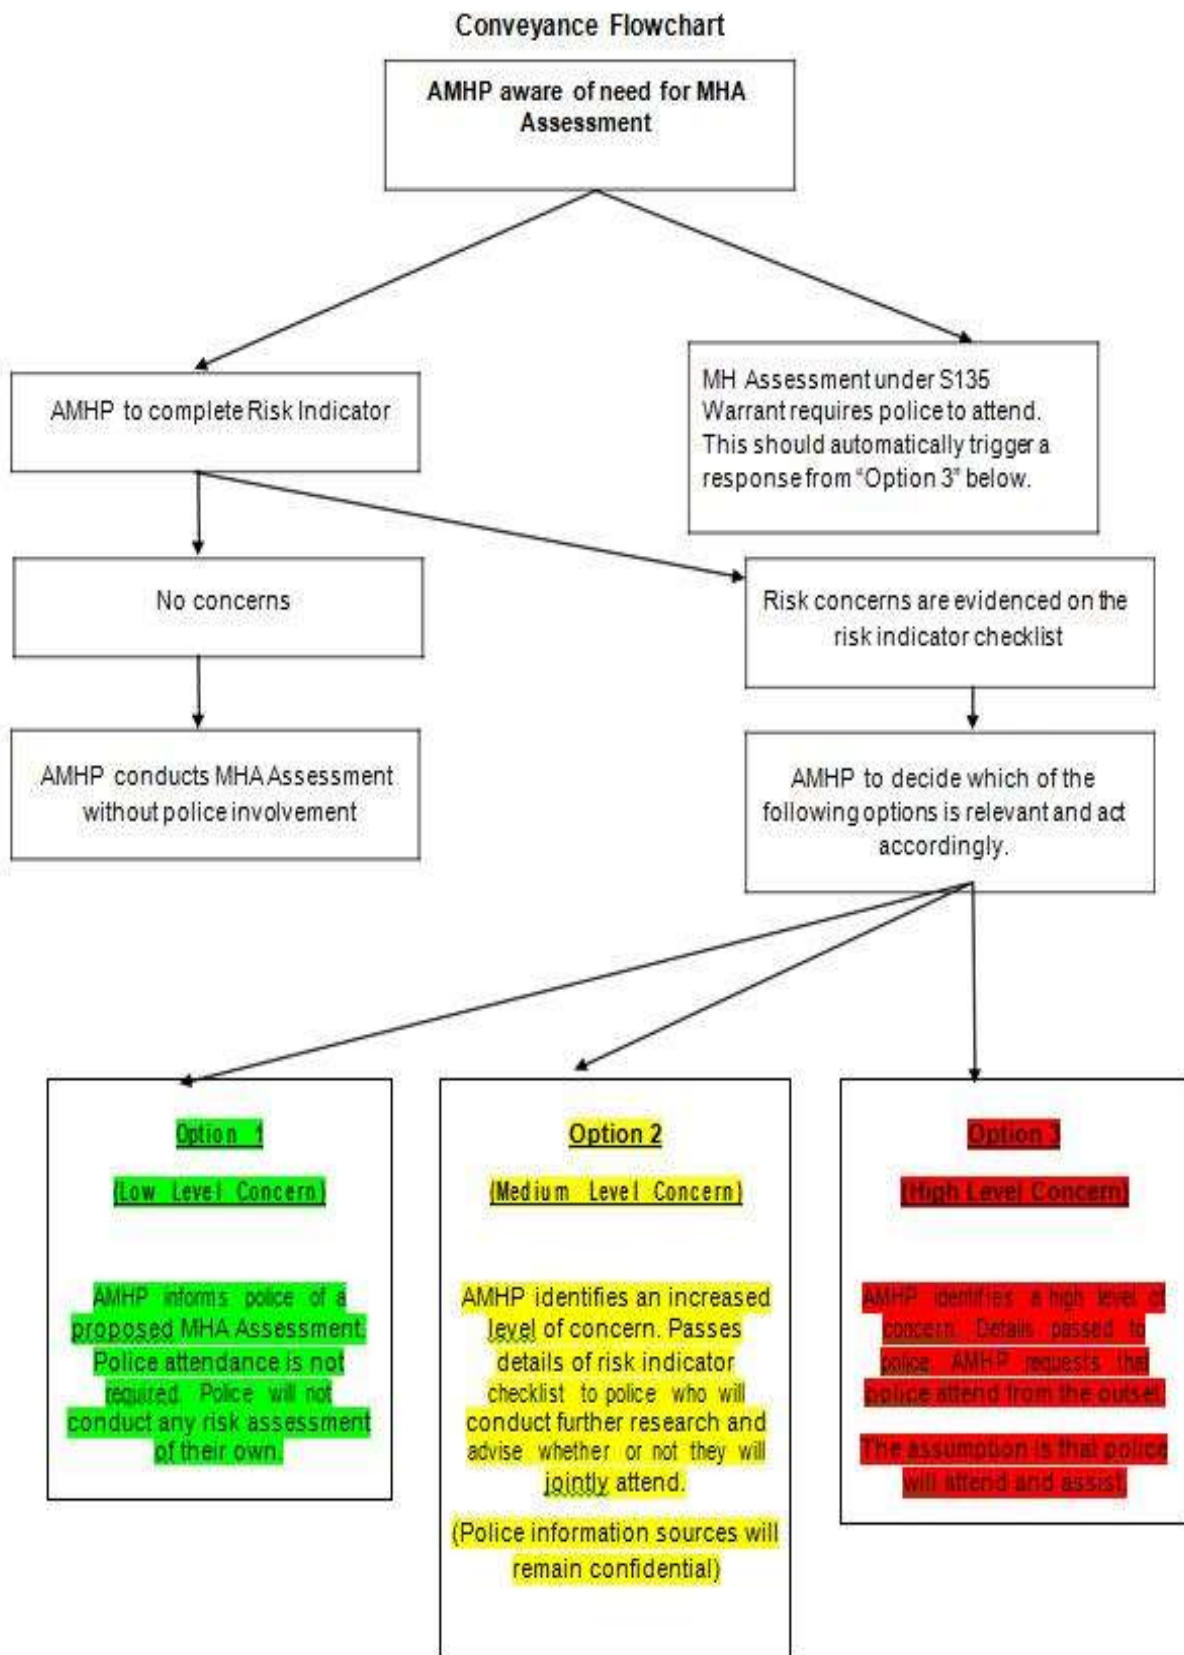 Conveyance Flowchart
AMHP aware of need for MHA
Assessment
AMHP to complete Risk Indicator
MH Assessment under S135
Warrant requires police to attend.
This should automatically trigger a
response from “Option 3” below.
No concerns
Risk concerns are evidenced on the
risk indicator checklist
AMHP conducts MHA Assessment
without police involvement
AMHP to decide which of the
following options is relevant and act
accordingly.
Option 1
(Low Level Concern)
AMHP informs police of a
proposed MHA Assessment.
Police attendance is not
required. Police will not
conduct any risk assessment
of their own.
Option 2
(Medium Level Concern)
AMHP identifies an increased
level of concern. Passes
details of risk indicator
checklist to police who will
conduct further research and
advise whether or not they will
jointly attend.
(Police information sources will
remain confidential)
Option 3
(High Level Concern)
AMHP identifies a high level of
concern. Details passed to
police. AMHP requests that
police attend from the outset.
The assumption is that police
will attend and assist.